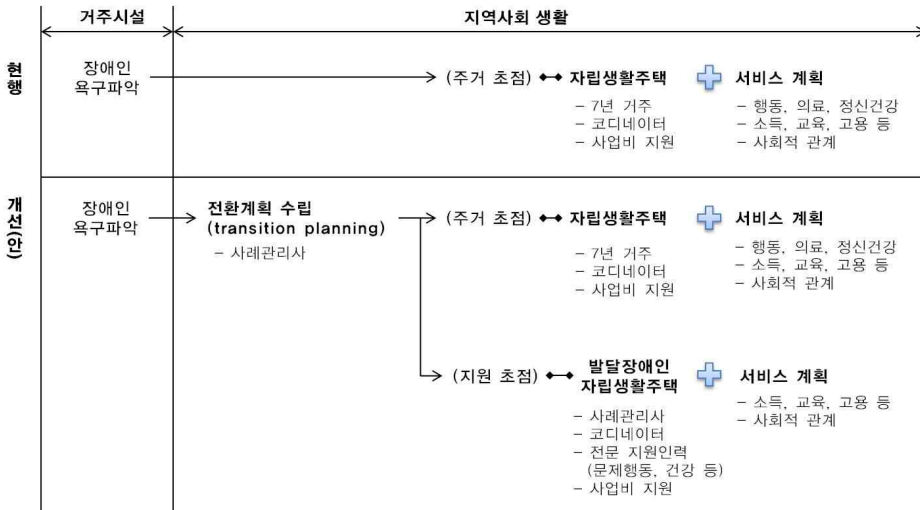 거주시설
지역사회 생활
현행
장애인
욕구파악
(주거 초점)
자립생활주택
- 7년 거주
- 코디네이터
- 사업비 지원
서비스 계획
- 행동, 의료, 정신건강
- 소득, 교육, 고용 등
- 사회적 관계
개선(안)
장애인
욕구파악
전환계획 수립
(transition planning)
- 사례관리사
(주거 초점)
자립생활주택
- 7년 거주
- 코디네이터
- 사업비 지원
서비스 계획
- 행동, 의료, 정신건강
- 소득, 교육, 고용 등
- 사회적 관계
(지원 초점)
발달장애인
자립생활주택
- 사례관리사
- 코디네이터
- 전문 지원인력
(문제행동, 건강 등)
- 사업비 지원
서비스 계획
- 소득, 교육, 고용 등
- 사회적 관계